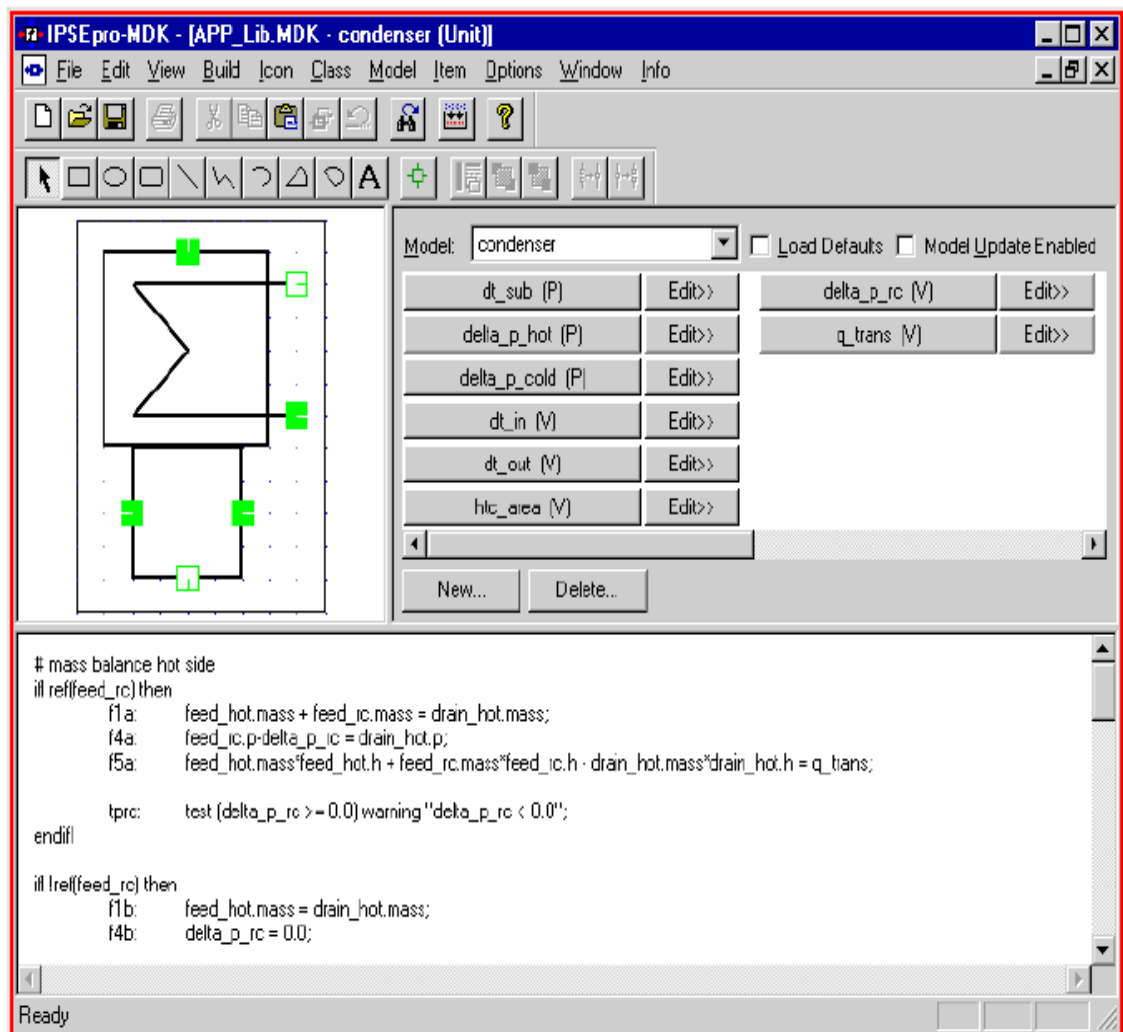 IPSEpro-MDK - [APP_Lib.MDK - condenser (Unit)]
File Edit View Build Icon Class Model Item Options Window Info
A
Model: condenser Load Defaults Model Update Enabled
dt_sub (P) Edit>> delta_p_rc (V) Edit>>
delta_p_hot (P) Edit>> q_trans (V) Edit>>
delta_p_cold (P) Edit>>
dt_in (V) Edit>>
dt_out (V) Edit>>
htc_area (V) Edit>>
New... Delete...
# mass balance hot side
ifl ref(feed_rc) then
f1a: feed_hot.mass + feed_rc.mass = drain_hot.mass;
f4a: feed_rc.p-delta_p_rc = drain_hot.p;
f5a: feed_hot.mass*feed_hot.h + feed_rc.mass*feed_rc.h - drain_hot.mass*drain_hot.h = q_trans;
tprc: test (delta_p_rc >= 0.0) warning "delta_p_rc < 0.0";
endifl
ifl !ref(feed_rc) then
f1b: feed_hot.mass = drain_hot.mass;
f4b: delta_p_rc = 0.0;
Ready